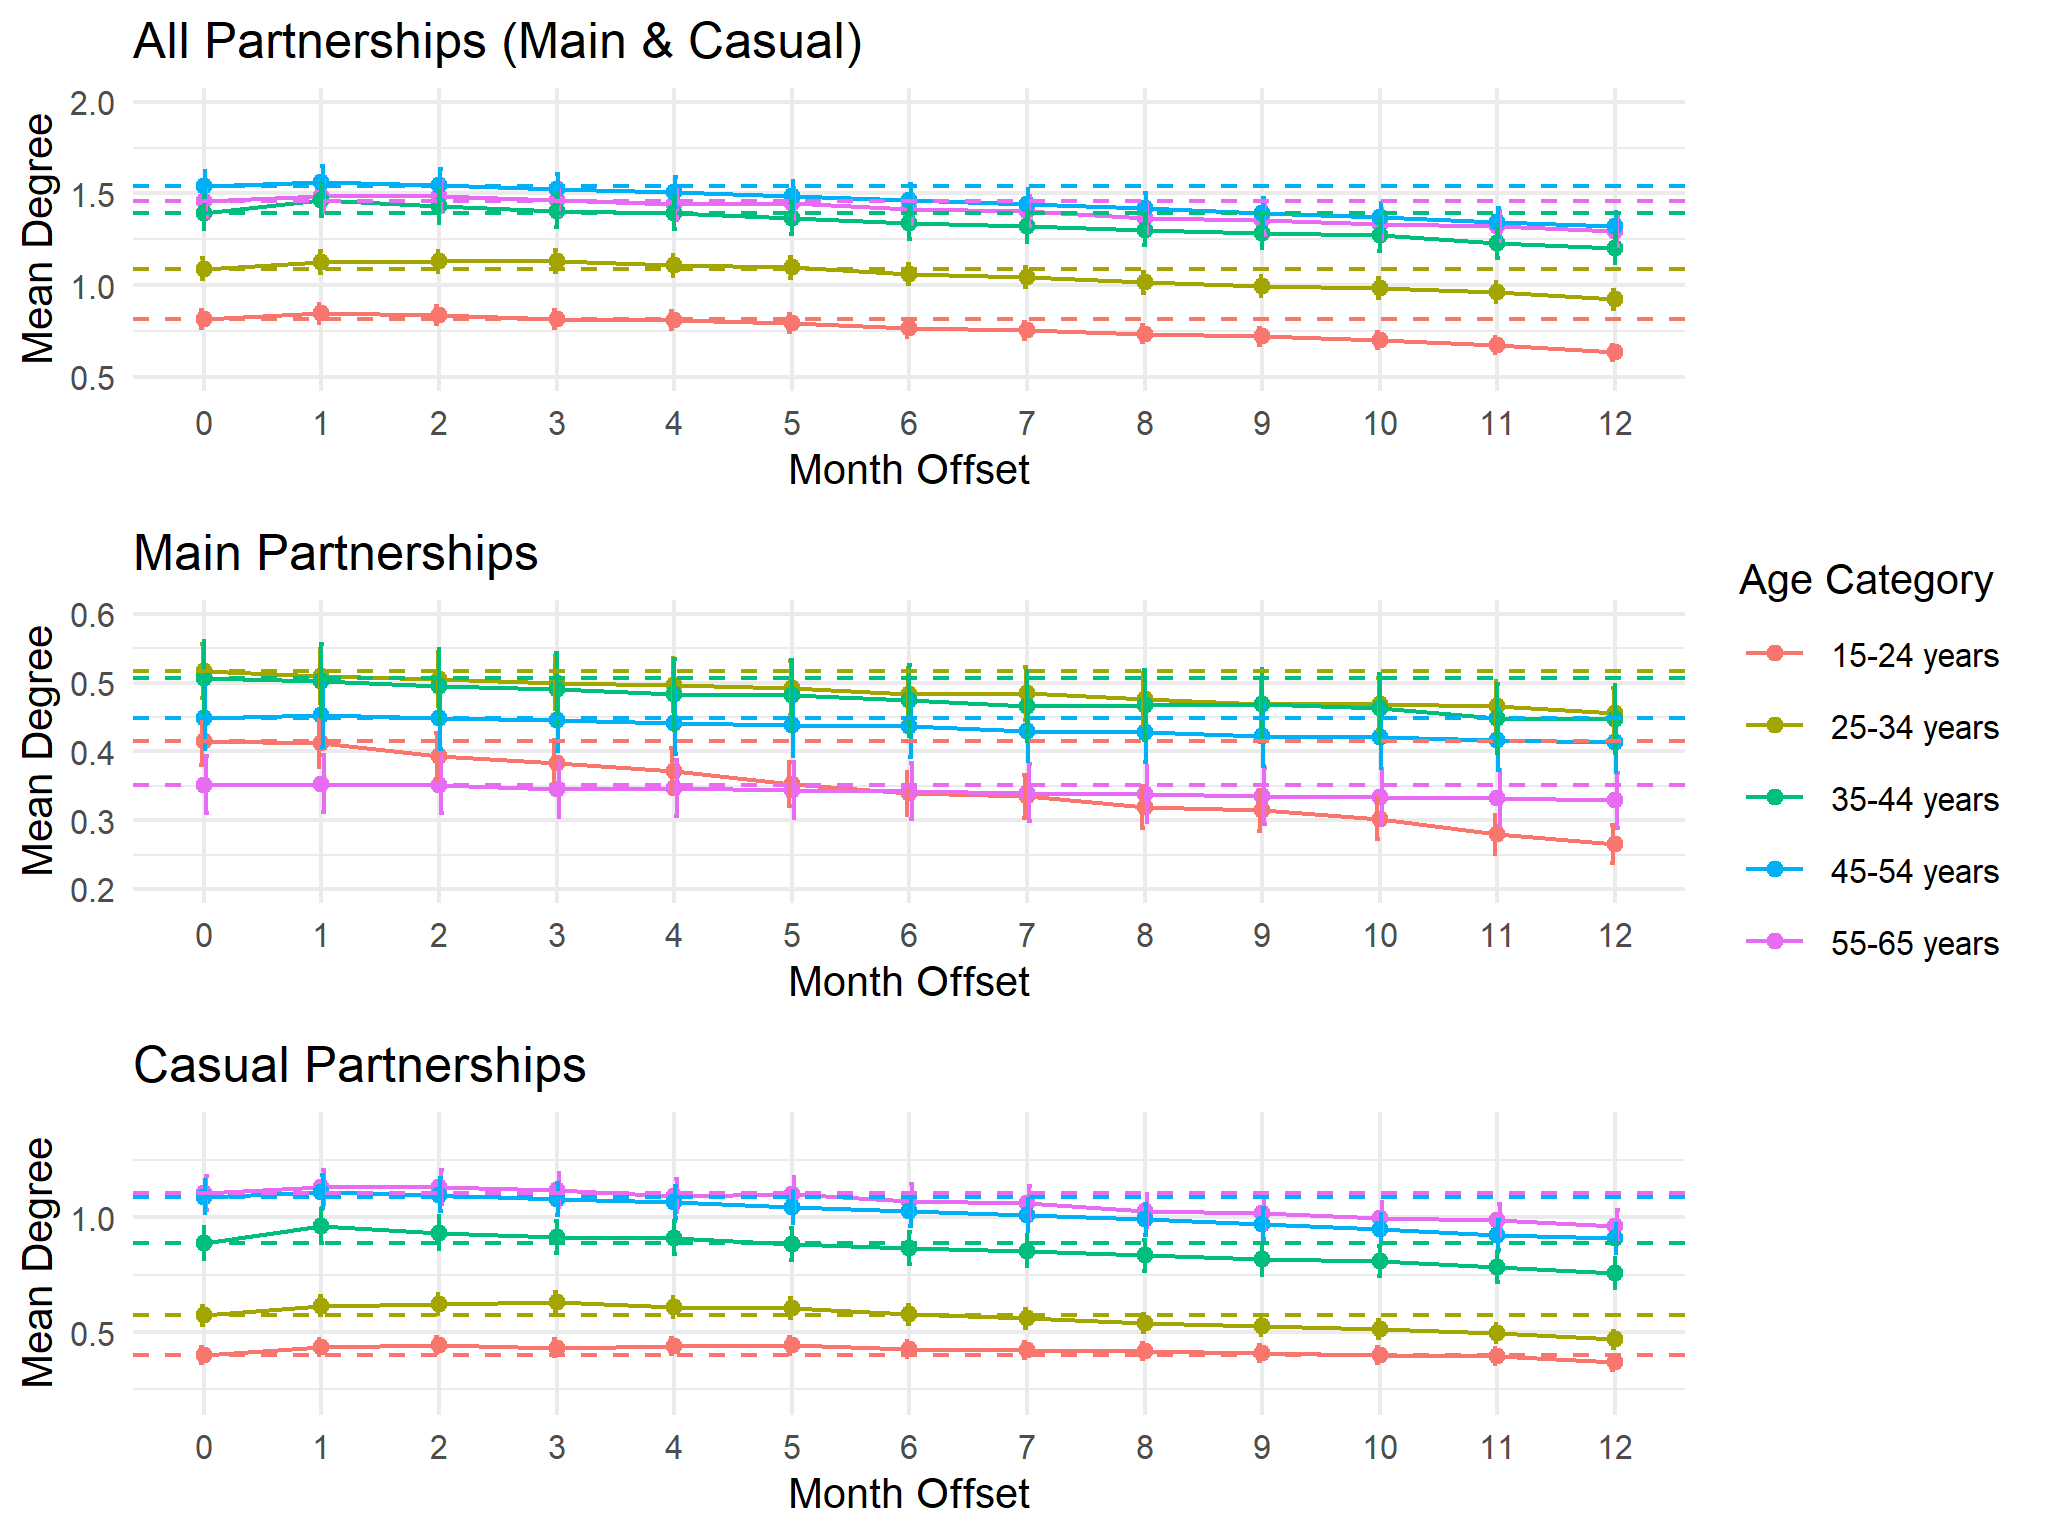 All Partnerships (Main & Casual)
Mean Degree
2.0
1.5
1.0
0.5
0 1 2 3 4 5 6 7 8 9 10 11 12
Month Offset
Main Partnerships
Mean Degree
0.6
0.5
0.4
0.3
0.2
0 1 2 3 4 5 6 7 8 9 10 11 12
Month Offset
Age Category
15-24 years
25-34 years
35-44 years
45-54 years
55-65 years
Casual Partnerships
Mean Degree
1.0
0.5
0 1 2 3 4 5 6 7 8 9 10 11 12
Month Offset